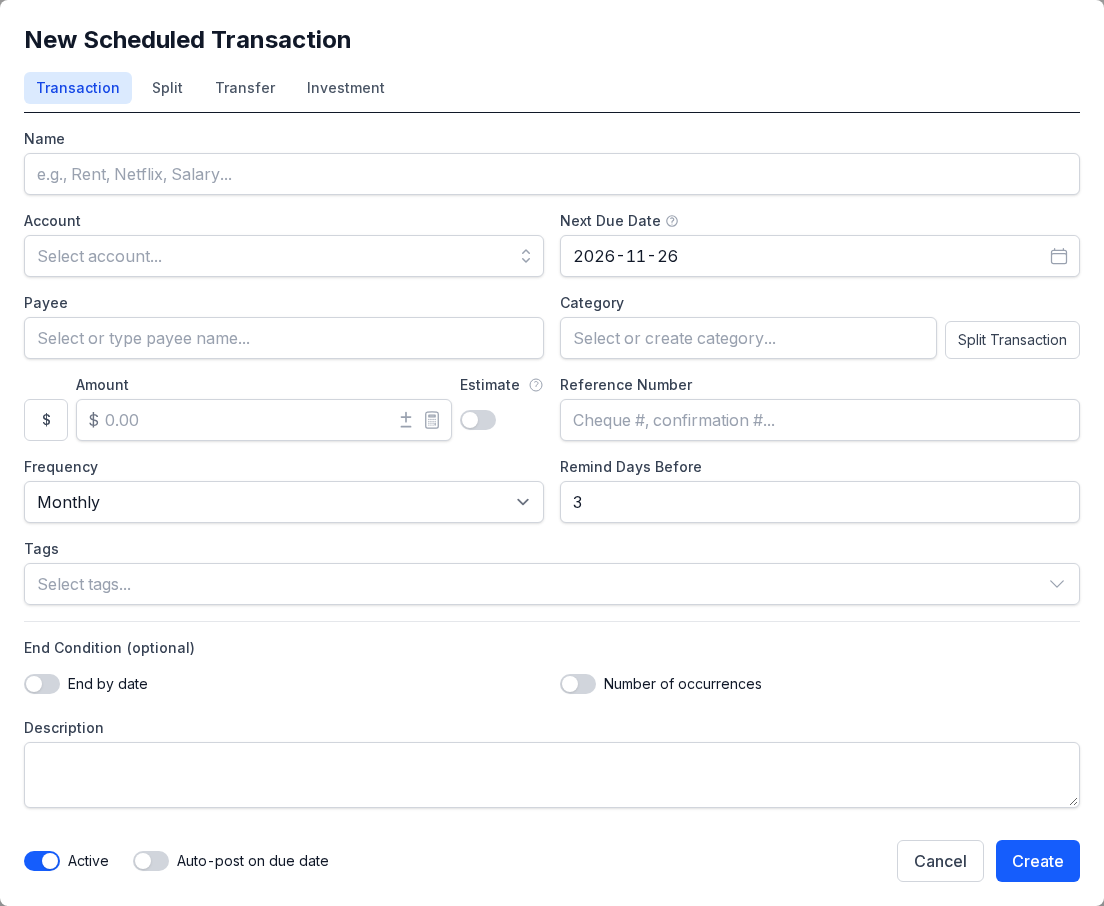 New Scheduled Transaction
Transaction Split Transfer Investment
Name
e.g., Rent, Netflix, Salary...
Account
Select account...
Next Due Date
2026-11-26
Payee
Select or type payee name...
Category
Select or create category...
Split Transaction
$
Amount
$ 0.00
Estimate
Reference Number
Cheque #, confirmation #...
Frequency
Monthly
Remind Days Before
3
Tags
Select tags...
End Condition (optional)
End by date
Number of occurrences
Description
Active
Auto-post on due date
Cancel
Create